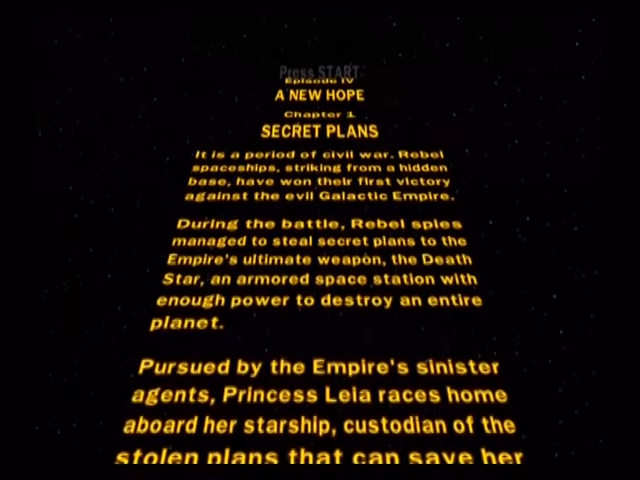 Press START
Episode IV
A NEW HOPE
Chapter 1
SECRET PLANS
It is a period of civil war. Rebel
spaceships, striking from a hidden
base, have won their first victory
against the evil Galactic Empire.
During the battle, Rebel spies
managed to steal secret plans to the
Empire's ultimate weapon, the Death
Star, an armored space station with
enough power to destroy an entire
planet.
Pursued by the Empire's sinister
agents, Princess Leia races home
aboard her starship, custodian of the
stolen plans that can save her